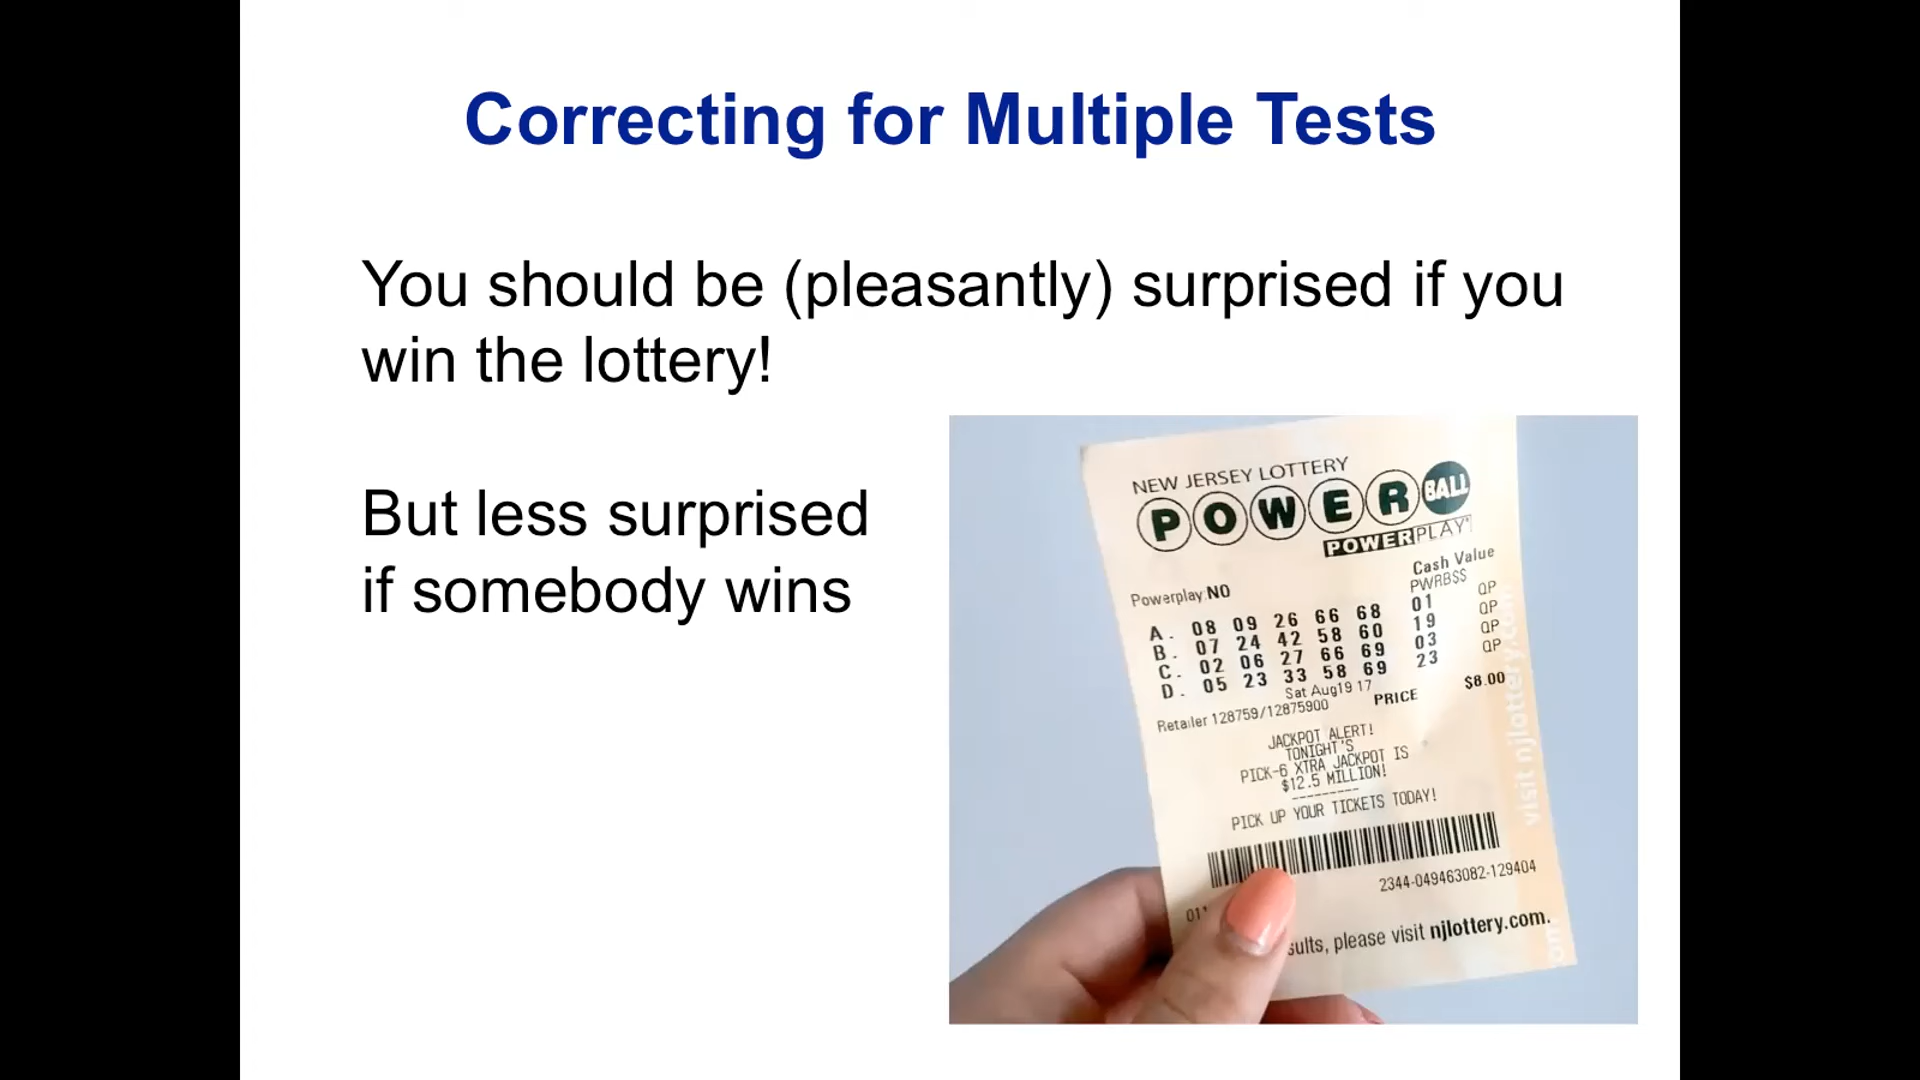 Correcting for Multiple Tests
You should be (pleasantly) surprised if you
win the lottery!
But less surprised
if somebody wins
NEW JERSEY LOTTERY
POWERBALL
POWERPLAY
Cash Value
Powerplay:NO PWRB$$
A. 08 09 26 66 68 01 QP
B. 07 24 42 58 60 19 QP
C. 02 06 27 66 69 03 QP
D. 05 23 33 58 69 23 QP
Sat Aug19 17
PRICE $8.00
Retailer 128759/12875900
JACKPOT ALERT!
TONIGHT'S
PICK-6 XTRA JACKPOT IS
$12.5 MILLION!
---------
PICK UP YOUR TICKETS TODAY!
2344-049463082-129404
please visit njlottery.com.
visit njlottery.com